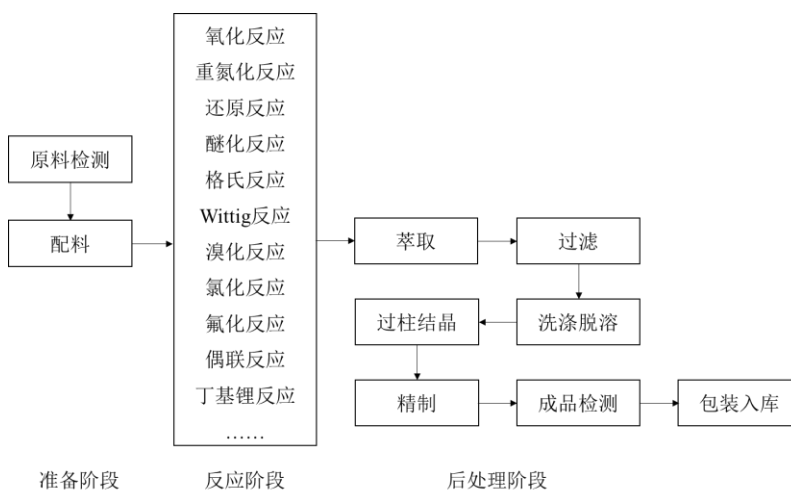 原料检测
配料
氧化反应
重氮化反应
还原反应
醚化反应
格氏反应
Wittig反应
溴化反应
氯化反应
氟化反应
偶联反应
丁基锂反应
……
萃取
过滤
洗涤脱溶
过柱结晶
精制
成品检测
包装入库
准备阶段
反应阶段
后处理阶段